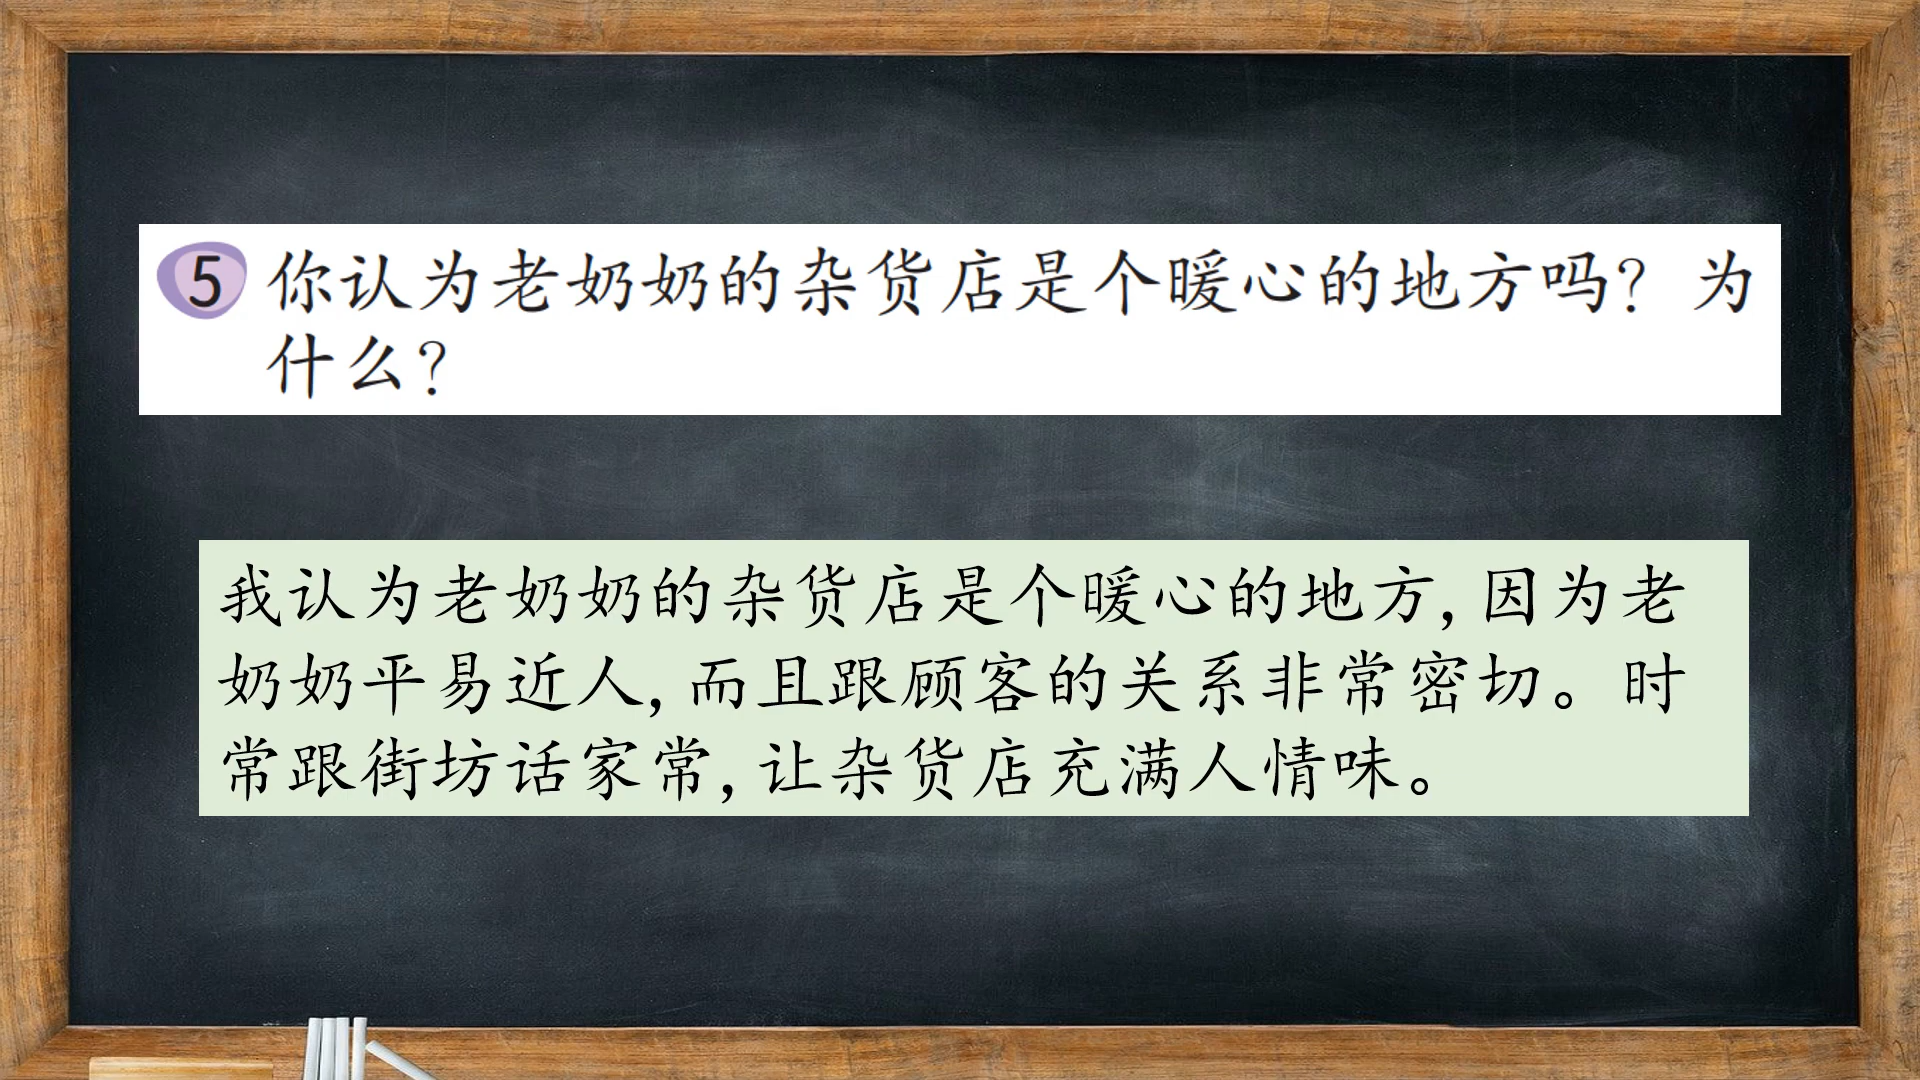 5 你认为老奶奶的杂货店是个暖心的地方吗？为
什么？
我认为老奶奶的杂货店是个暖心的地方,因为老
奶奶平易近人,而且跟顾客的关系非常密切。时
常跟街坊话家常,让杂货店充满人情味。